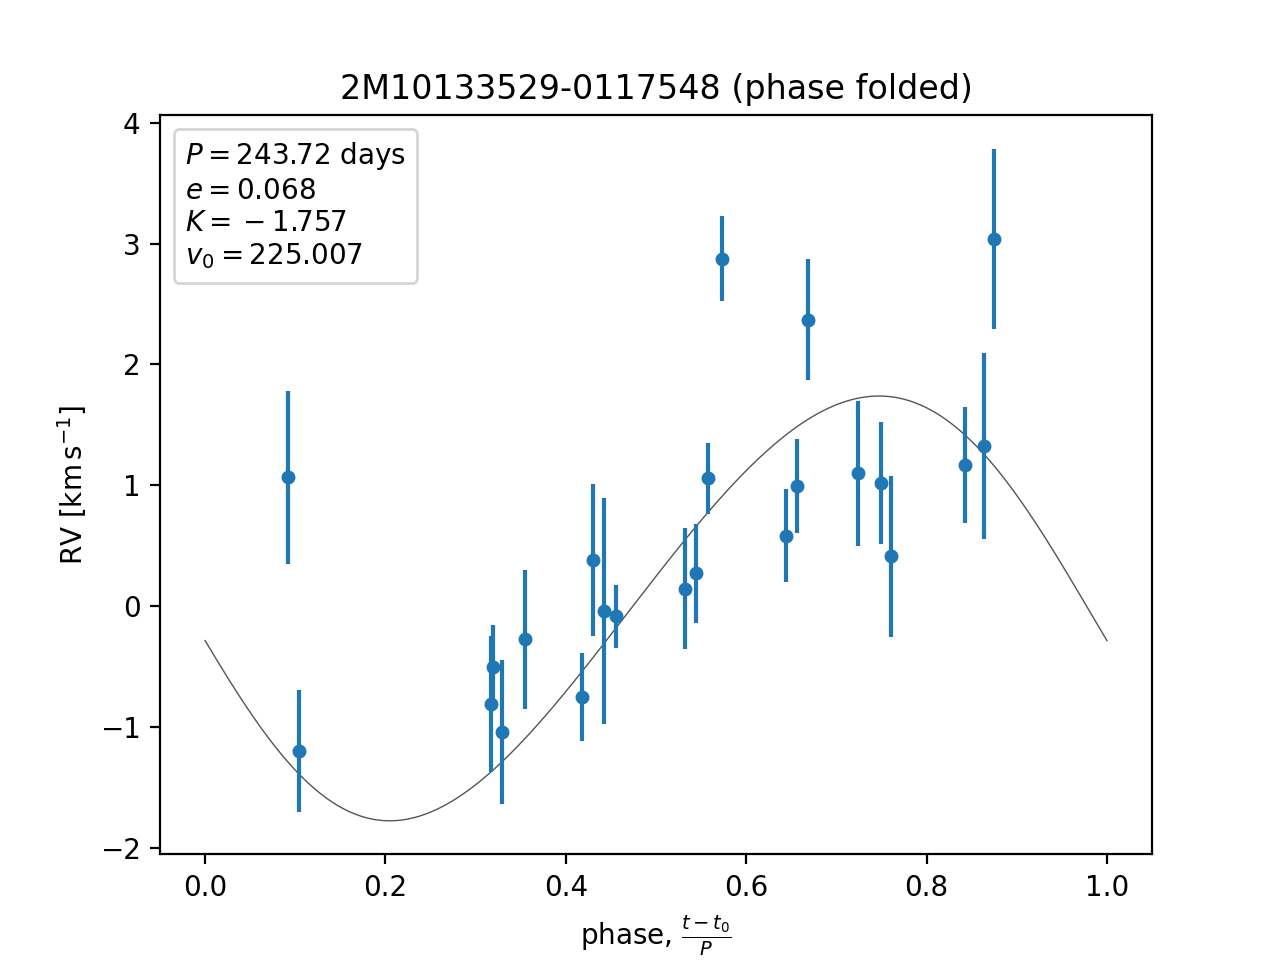 2M10133529-0117548 (phase folded)
P = 243.72 days
e = 0.068
K = −1.757
v₀ = 225.007
4
3
2
1
0
−1
−2
RV [km s⁻¹]
0.0 0.2 0.4 0.6 0.8 1.0
phase, (t − t₀)/P